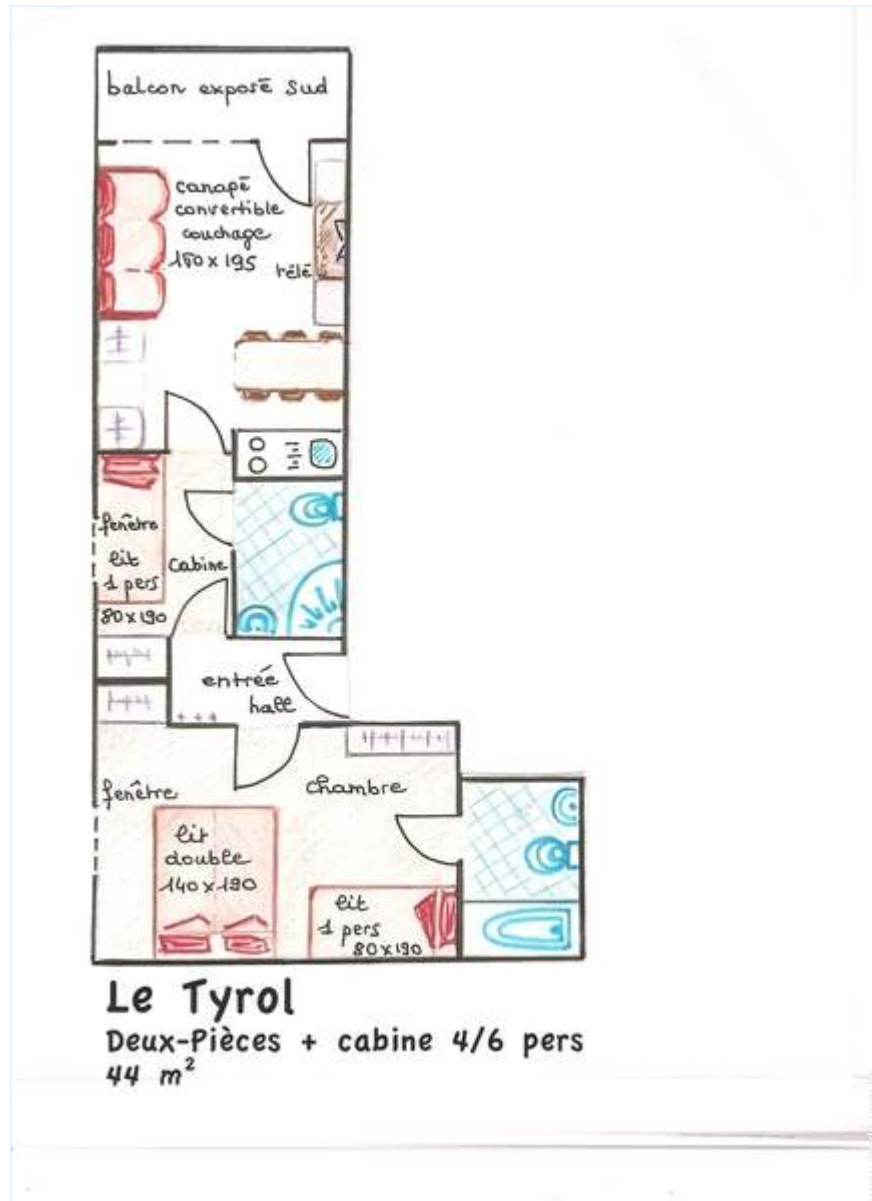 balcon exposé sud
canapé
convertible
couchage
160 x 195
télé
fenêtre
lit
1 pers
80 x 190
cabine
entrée
hall
fenêtre
chambre
lit
double
140 x 190
lit
1 pers
80 x 190
Le Tyrol
Deux-Pièces + cabine 4/6 pers
44 m²